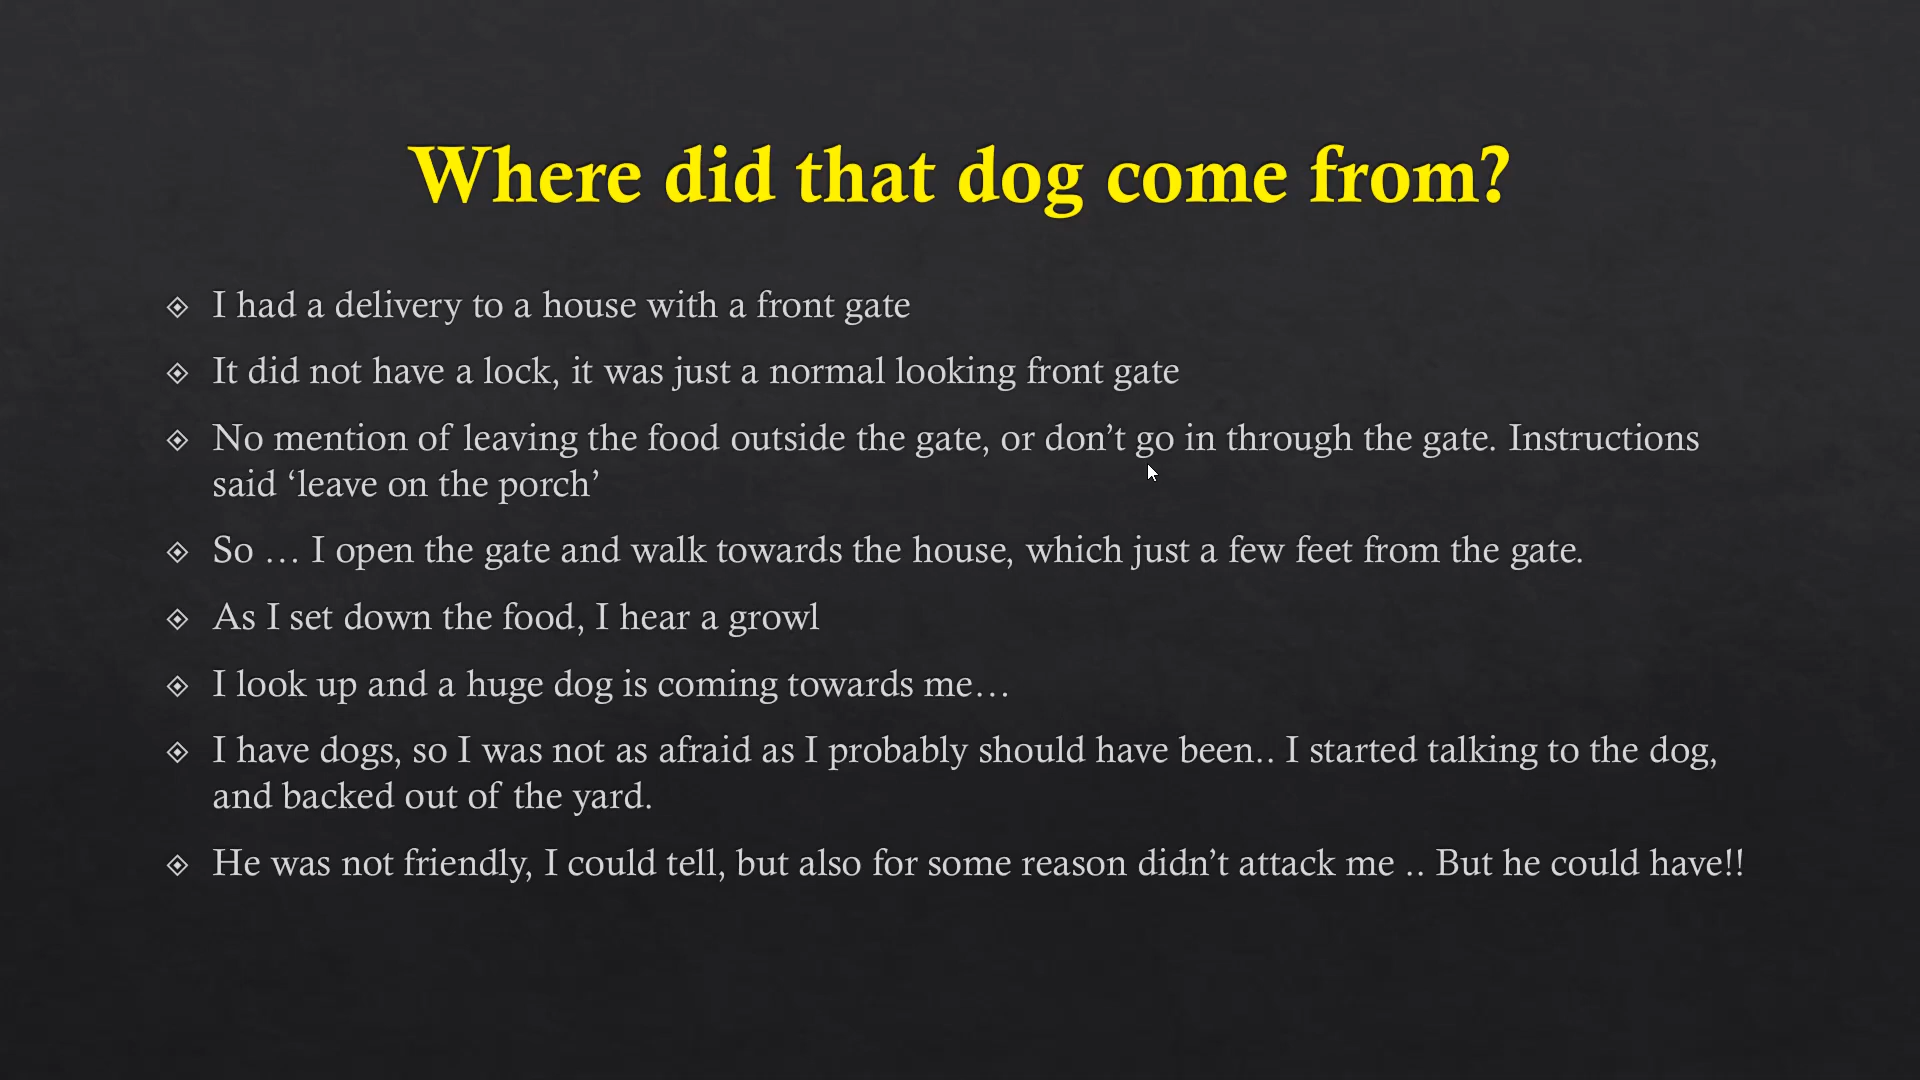 Where did that dog come from?
I had a delivery to a house with a front gate
It did not have a lock, it was just a normal looking front gate
No mention of leaving the food outside the gate, or don’t go in through the gate. Instructions
said ‘leave on the porch’
So … I open the gate and walk towards the house, which just a few feet from the gate.
As I set down the food, I hear a growl
I look up and a huge dog is coming towards me…
I have dogs, so I was not as afraid as I probably should have been.. I started talking to the dog,
and backed out of the yard.
He was not friendly, I could tell, but also for some reason didn’t attack me .. But he could have!!